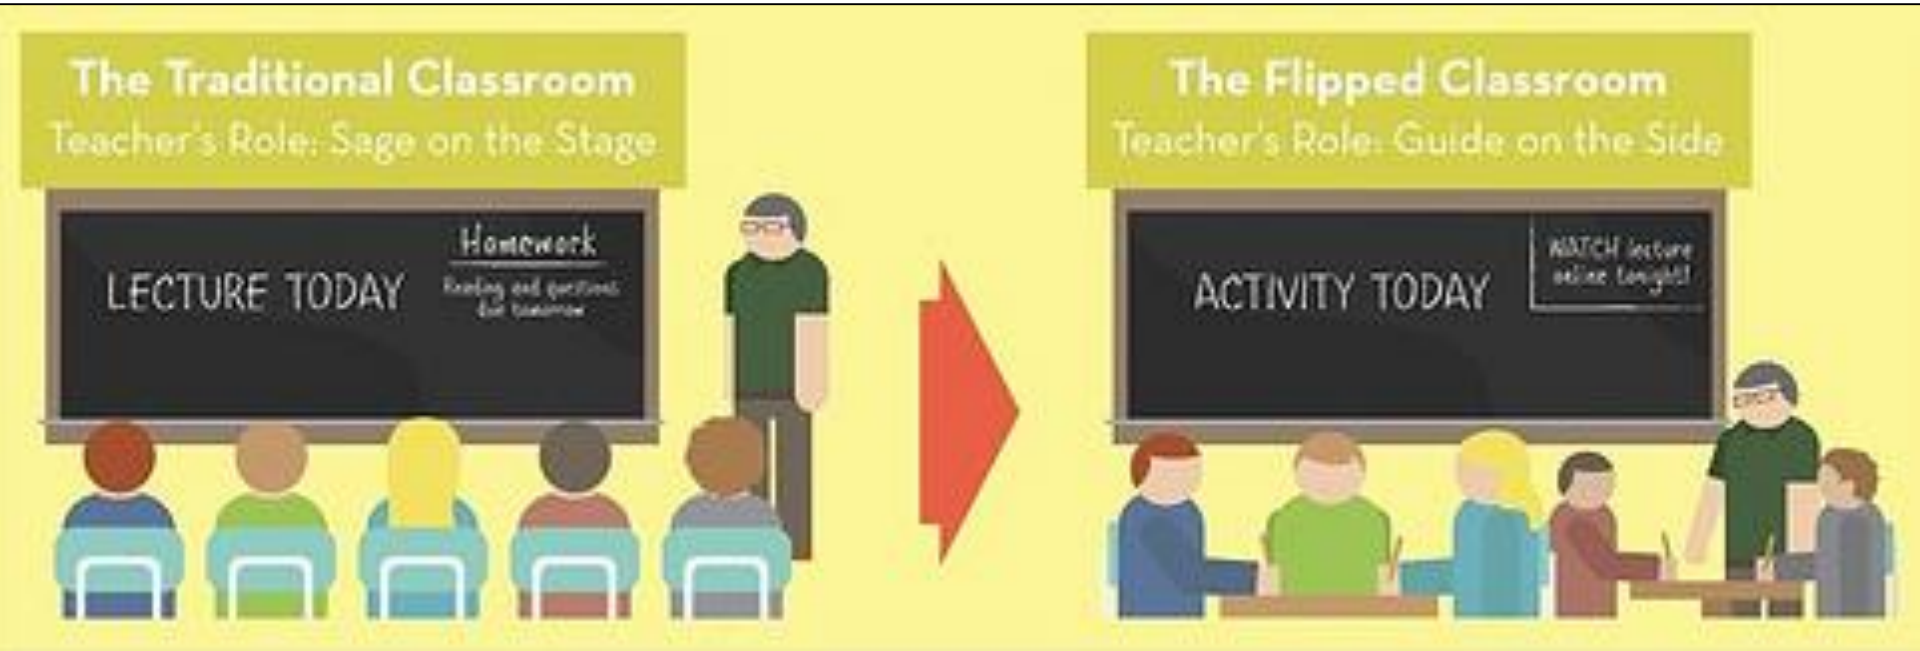 The Traditional Classroom
Teacher's Role: Sage on the Stage
LECTURE TODAY
Homework
Reading and questions
due tomorrow
The Flipped Classroom
Teacher's Role: Guide on the Side
ACTIVITY TODAY
WATCH lecture
online tonight!